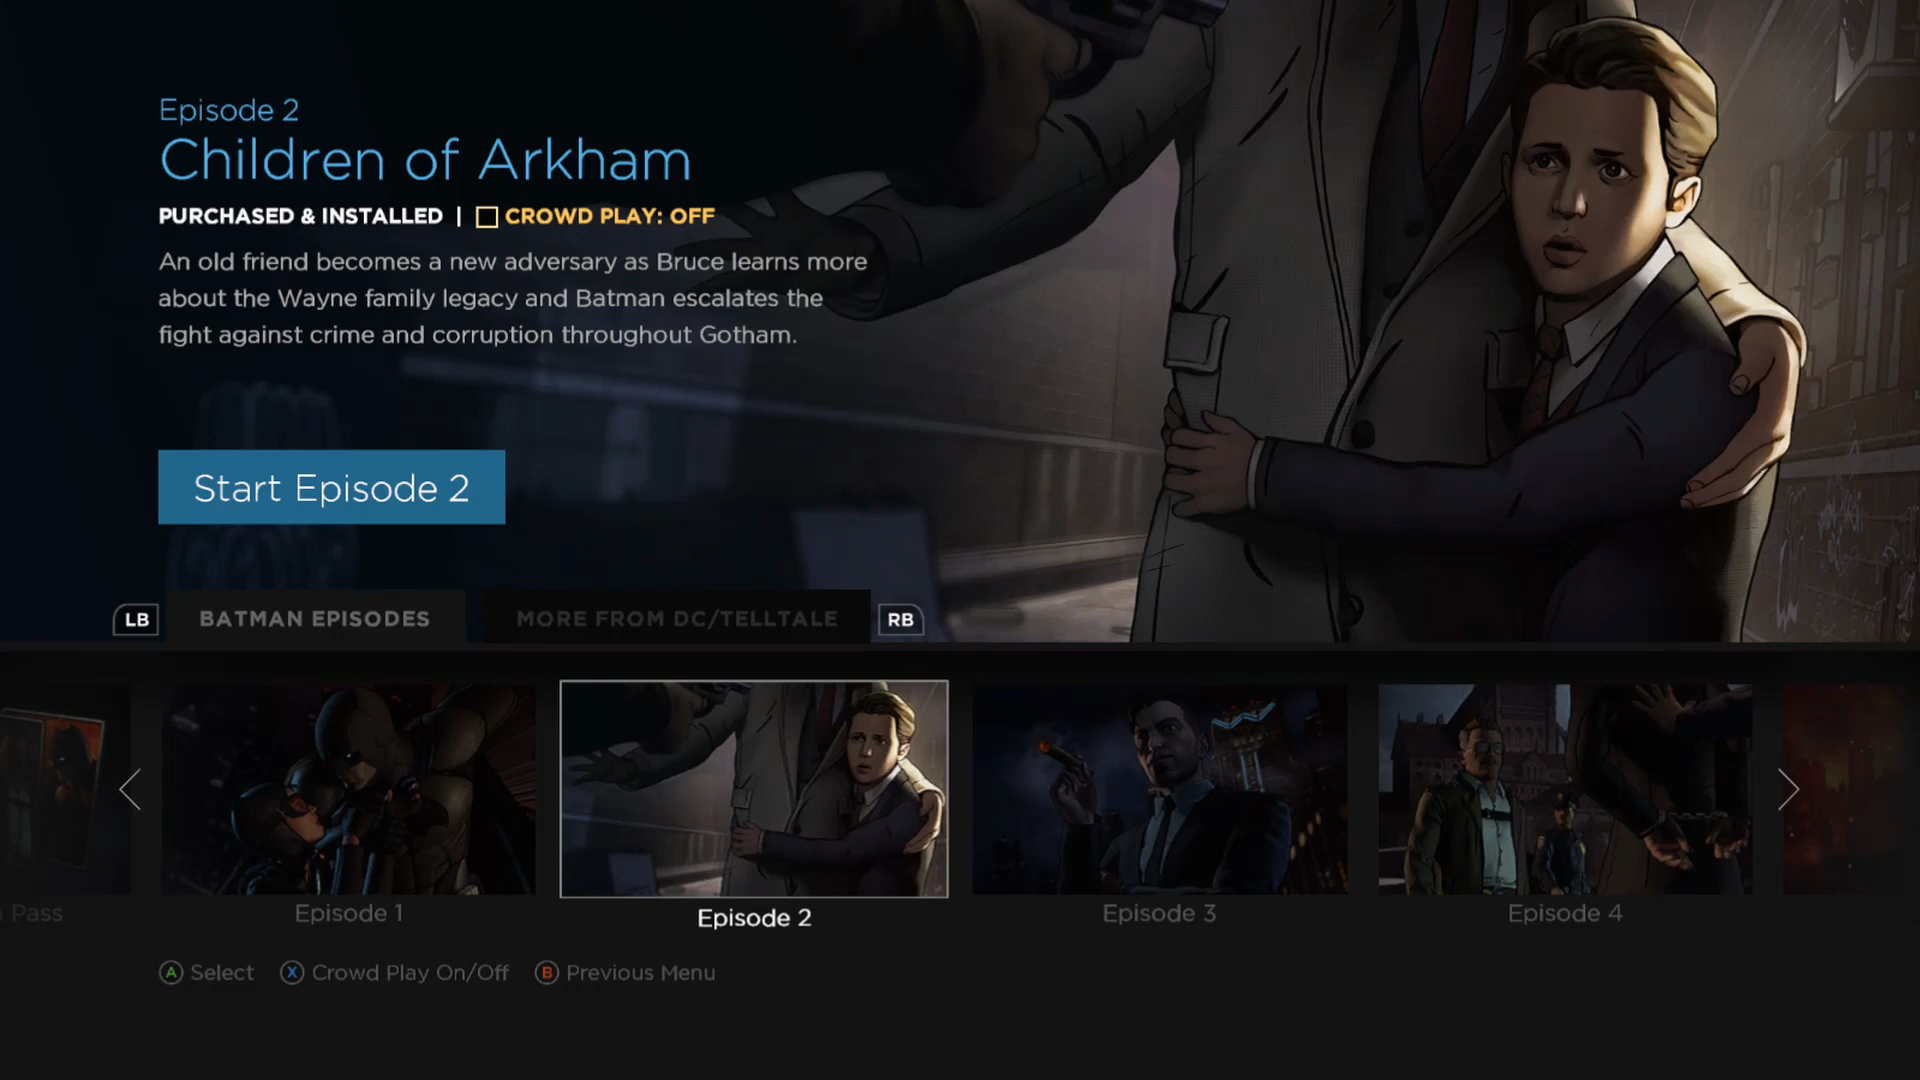 Episode 2
Children of Arkham
PURCHASED & INSTALLED | CROWD PLAY: OFF
An old friend becomes a new adversary as Bruce learns more
about the Wayne family legacy and Batman escalates the
fight against crime and corruption throughout Gotham.
Start Episode 2
LB BATMAN EPISODES MORE FROM DC/TELLTALE RB
Pass Episode 1 Episode 2 Episode 3 Episode 4
A Select X Crowd Play On/Off B Previous Menu